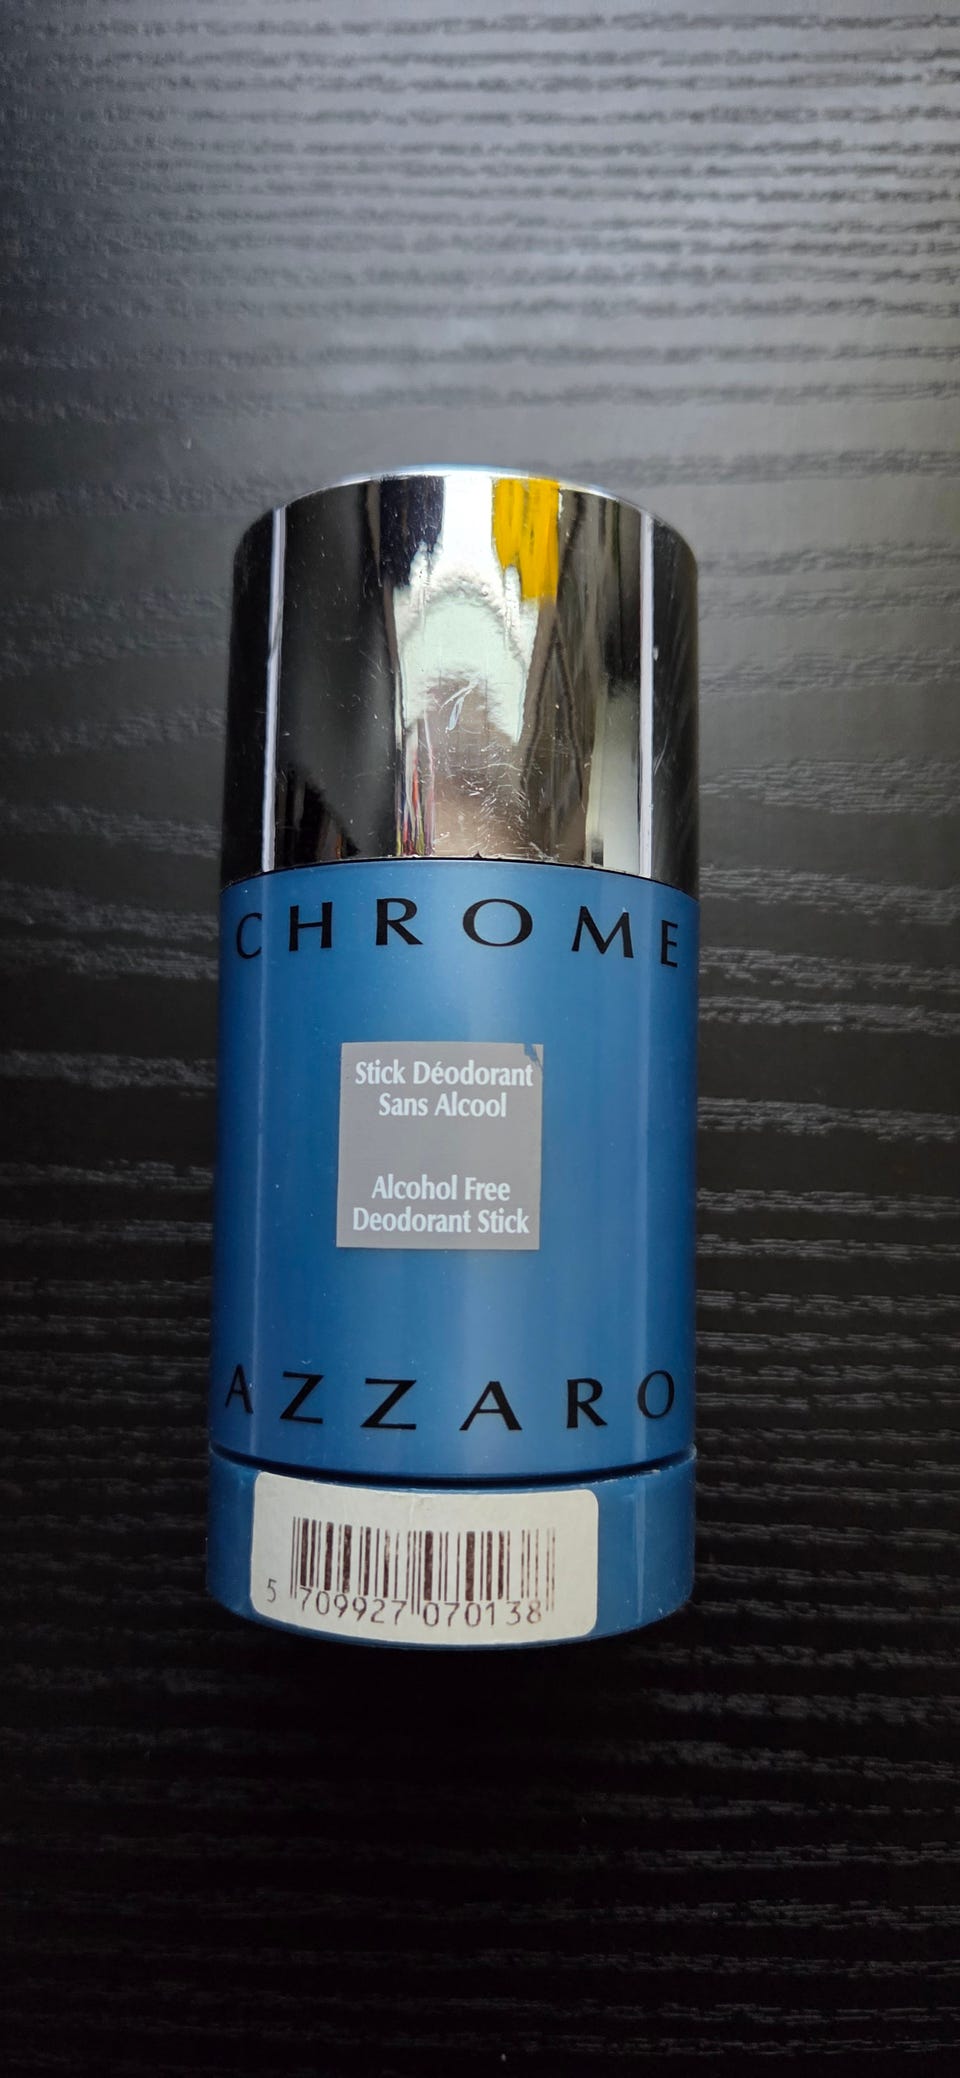 CHROME
Stick Déodorant
Sans Alcool
Alcohol Free
Deodorant Stick
AZZARO
5 709927 070138